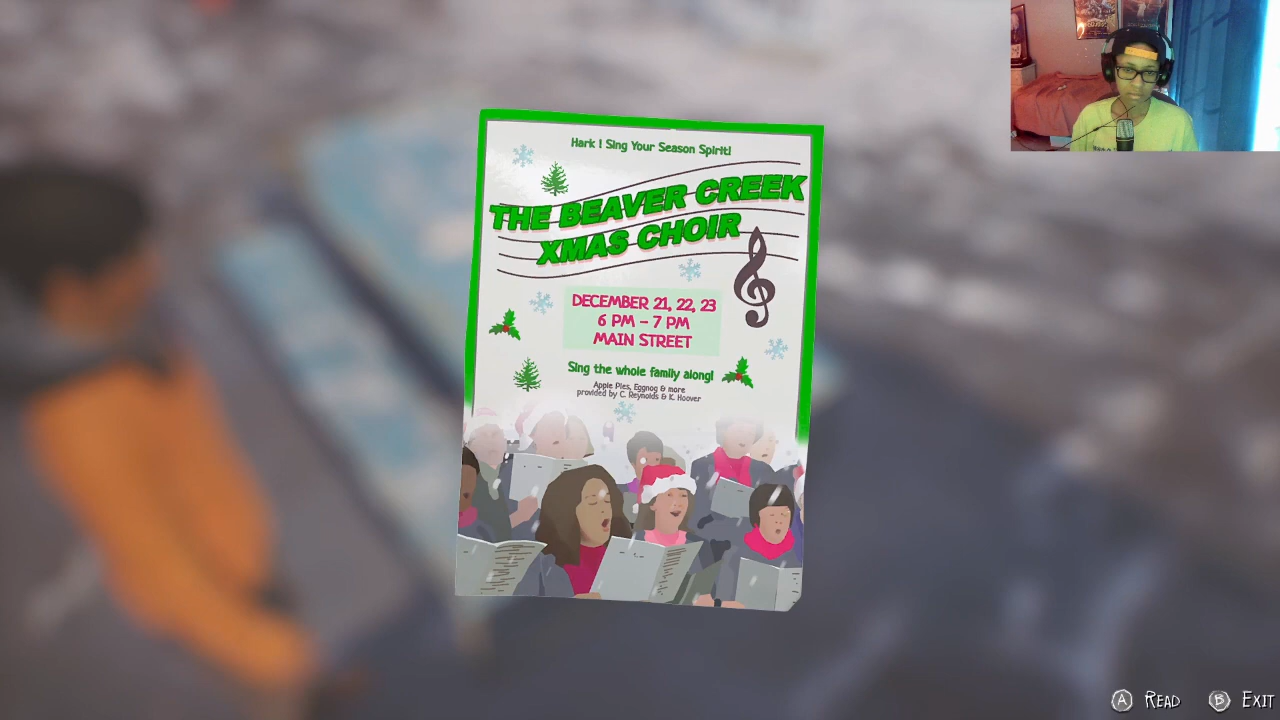 Hark ! Sing Your Season Spirit!
THE BEAVER CREEK
XMAS CHOIR
DECEMBER 21, 22, 23
6 PM - 7 PM
MAIN STREET
Sing the whole family along!
Apple Pies, Eggnog & more
provided by C. Reynolds & K. Hoover
A READ B EXIT